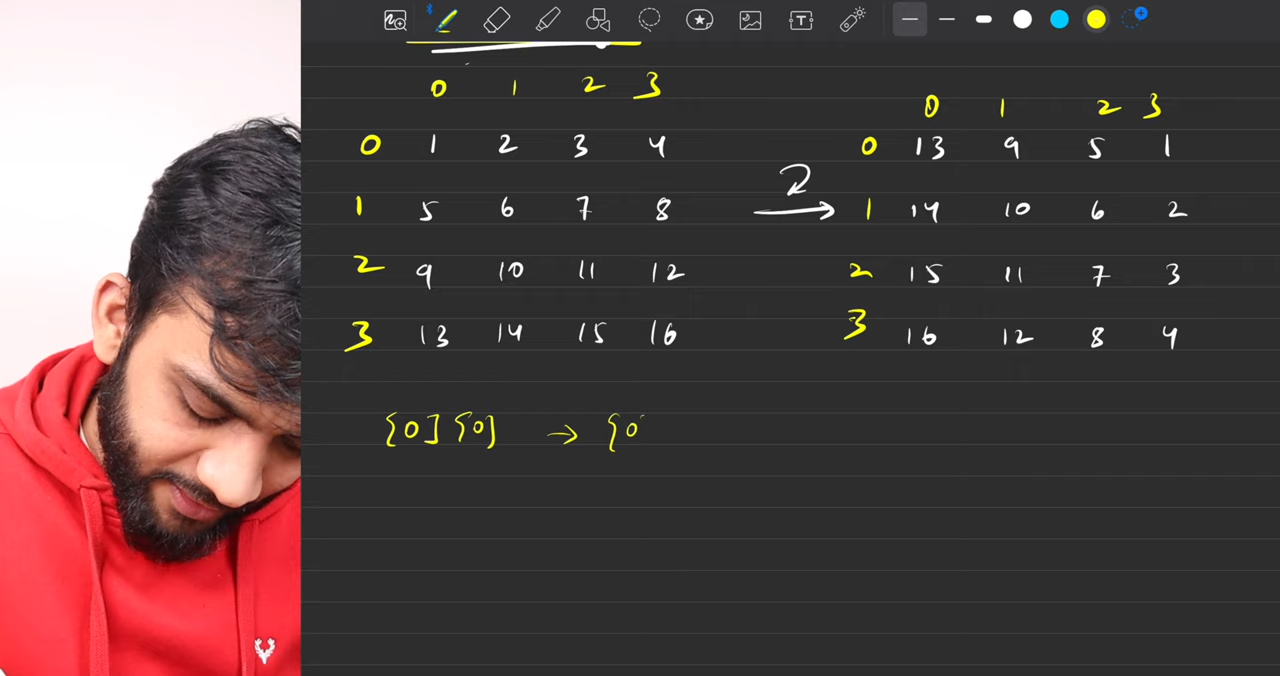 0 1 2 3
0 1 2 3
0 1 2 3 4
0 13 9 5 1
1 5 6 7 8
1 14 10 6 2
2 9 10 11 12
2 15 11 7 3
3 13 14 15 16
3 16 12 8 4
[0][0] → [0
T